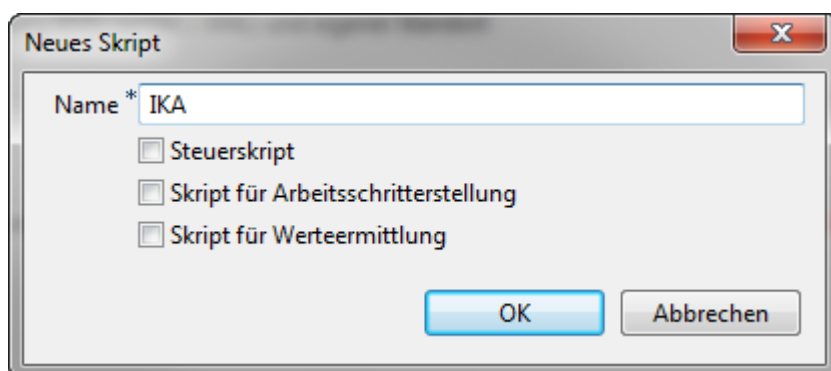 Neues Skript
Name * IKA
Steuerskript
Skript für Arbeitsschritterstellung
Skript für Werteermittlung
OK Abbrechen